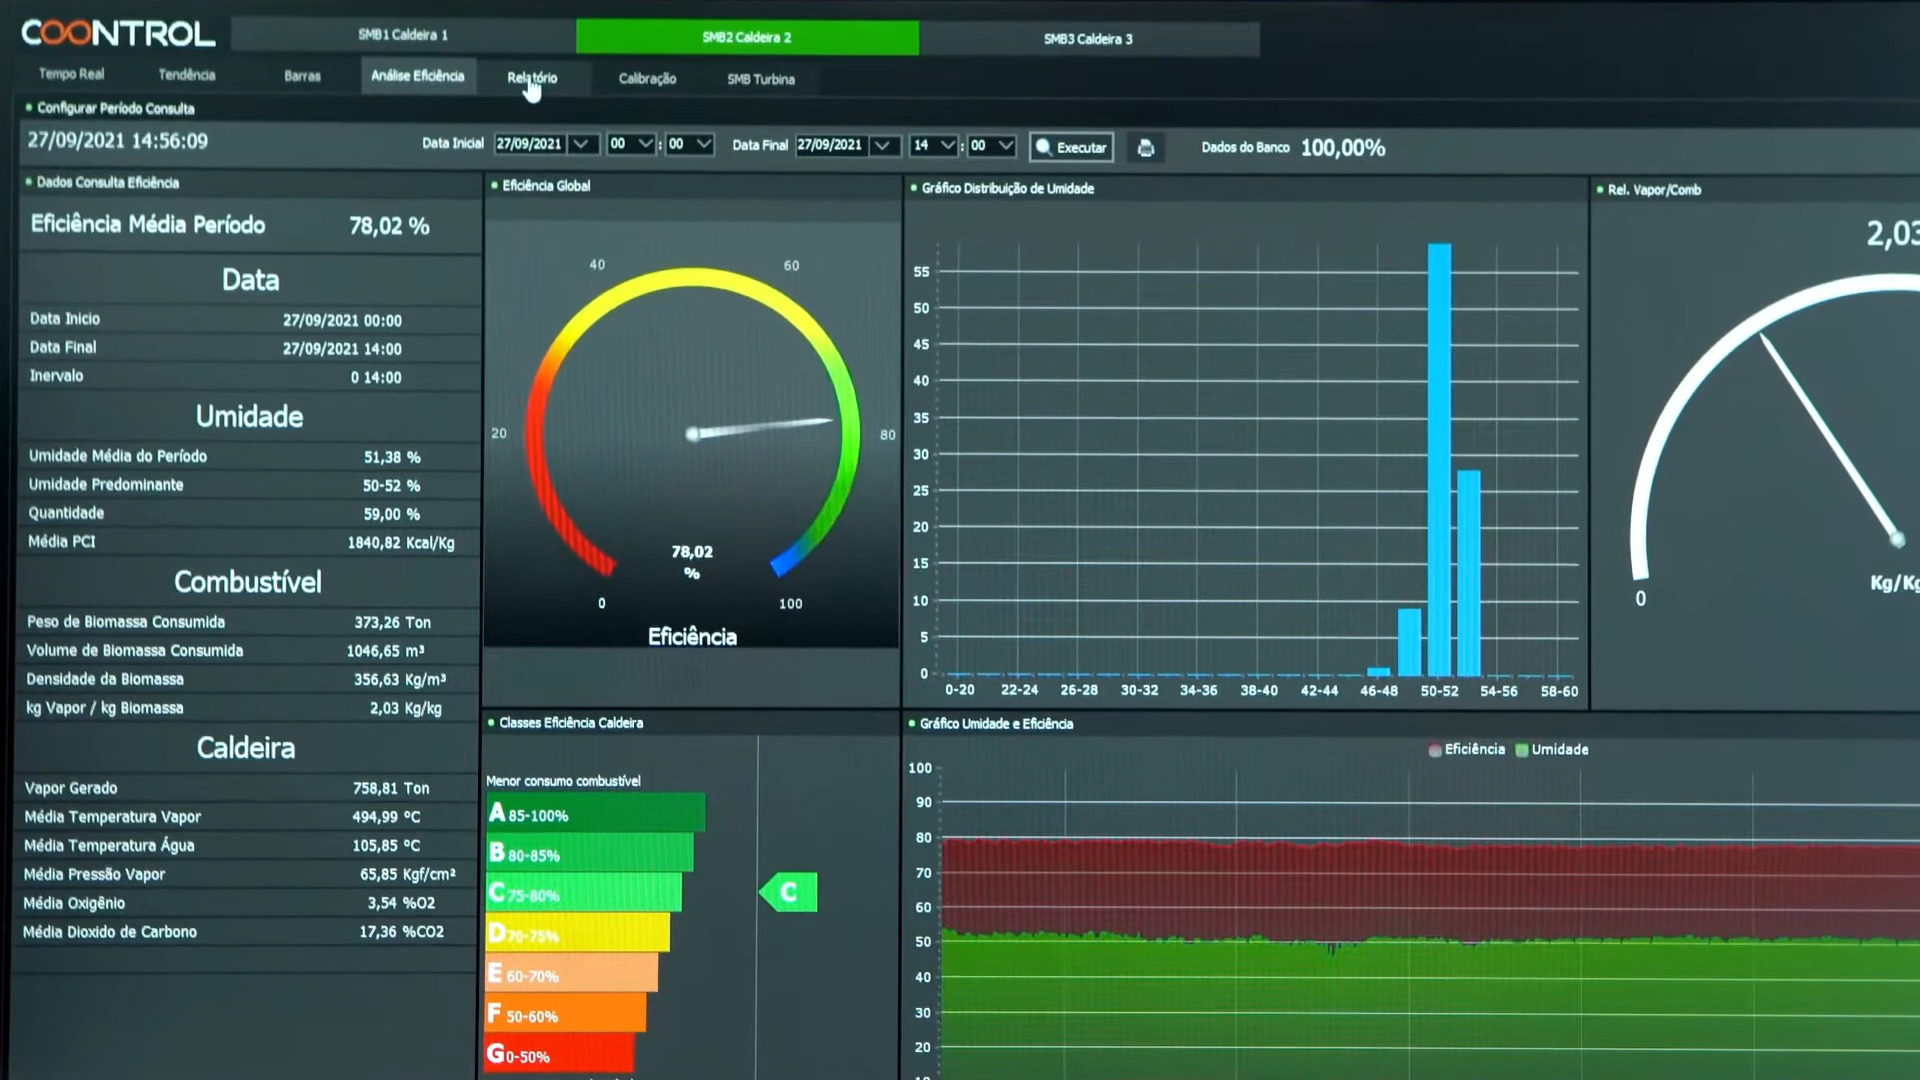 COONTROL
SMB1 Caldeira 1
SMB2 Caldeira 2
SMB3 Caldeira 3
Tempo Real
Tendência
Barras
Análise Eficiência
Relatório
Calibração
SMB Turbina
Configurar Período Consulta
27/09/2021 14:56:09
Data Inicial 27/09/2021 00 : 00
Data Final 27/09/2021 14 : 00
Executar
Dados do Banco 100,00%
Dados Consulta Eficiência
Eficiência Média Período 78,02 %
Data
Data Inicio 27/09/2021 00:00
Data Final 27/09/2021 14:00
Inervalo 0 14:00
Umidade
Umidade Média do Período 51,38 %
Umidade Predominante 50-52 %
Quantidade 59,00 %
Média PCI 1840,82 Kcal/Kg
Combustível
Peso de Biomassa Consumida 373,26 Ton
Volume de Biomassa Consumida 1046,65 m³
Densidade da Biomassa 356,63 Kg/m³
kg Vapor / kg Biomassa 2,03 Kg/kg
Caldeira
Vapor Gerado 758,81 Ton
Média Temperatura Vapor 494,99 ºC
Média Temperatura Água 105,85 ºC
Média Pressão Vapor 65,85 Kgf/cm²
Média Oxigênio 3,54 %O2
Média Dioxido de Carbono 17,36 %CO2
Eficiência Global
40
60
20
80
78,02
%
0
100
Eficiência
Gráfico Distribuição de Umidade
55
50
45
40
35
30
25
20
15
10
5
0
0-20 22-24 26-28 30-32 34-36 38-40 42-44 46-48 50-52 54-56 58-60
Rel. Vapor/Comb
2,03
0
Classes Eficiência Caldeira
Menor consumo combustível
A 85-100%
B 80-85%
C 75-80%
C
D 70-75%
E 60-70%
F 50-60%
G 0-50%
Gráfico Umidade e Eficiência
Eficiência Umidade
100
90
80
70
60
50
40
30
20